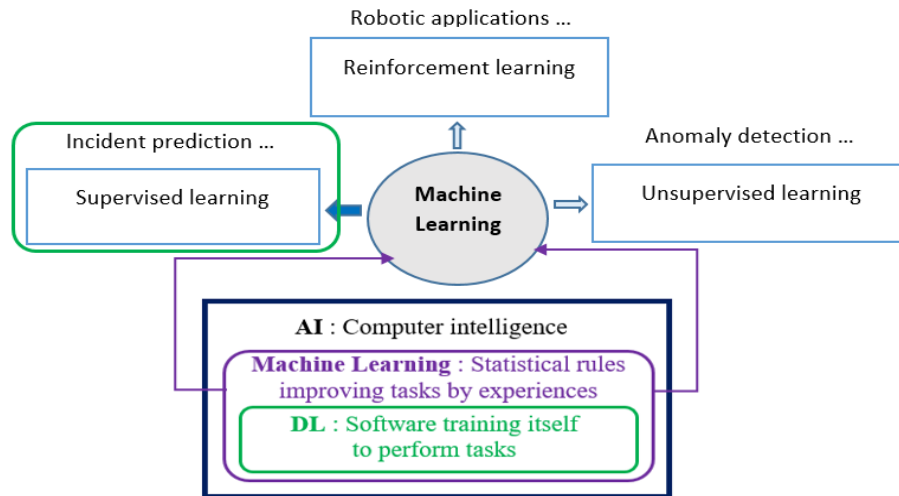 Robotic applications ...
Reinforcement learning
Incident prediction ...
Supervised learning
Anomaly detection ...
Unsupervised learning
Machine
Learning
AI : Computer intelligence
Machine Learning : Statistical rules
improving tasks by experiences
DL : Software training itself
to perform tasks